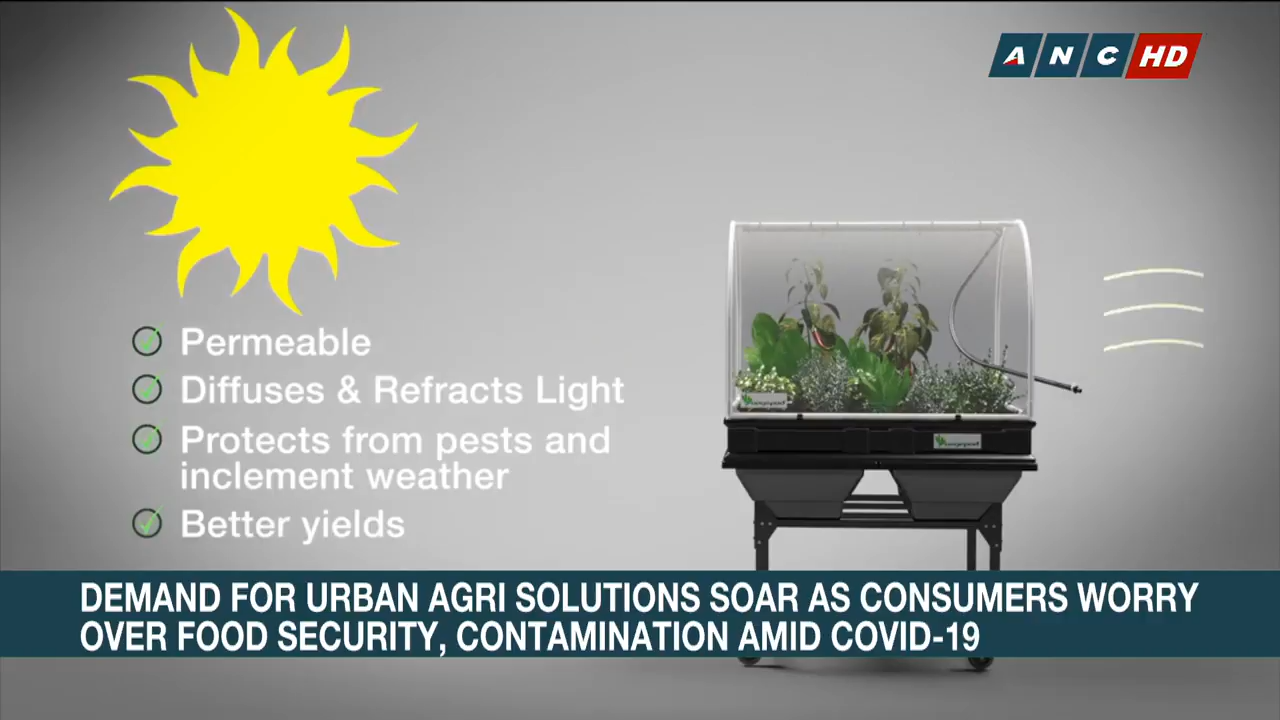 ANC HD
Permeable
Diffuses & Refracts Light
Protects from pests and
inclement weather
Better yields
DEMAND FOR URBAN AGRI SOLUTIONS SOAR AS CONSUMERS WORRY
OVER FOOD SECURITY, CONTAMINATION AMID COVID-19